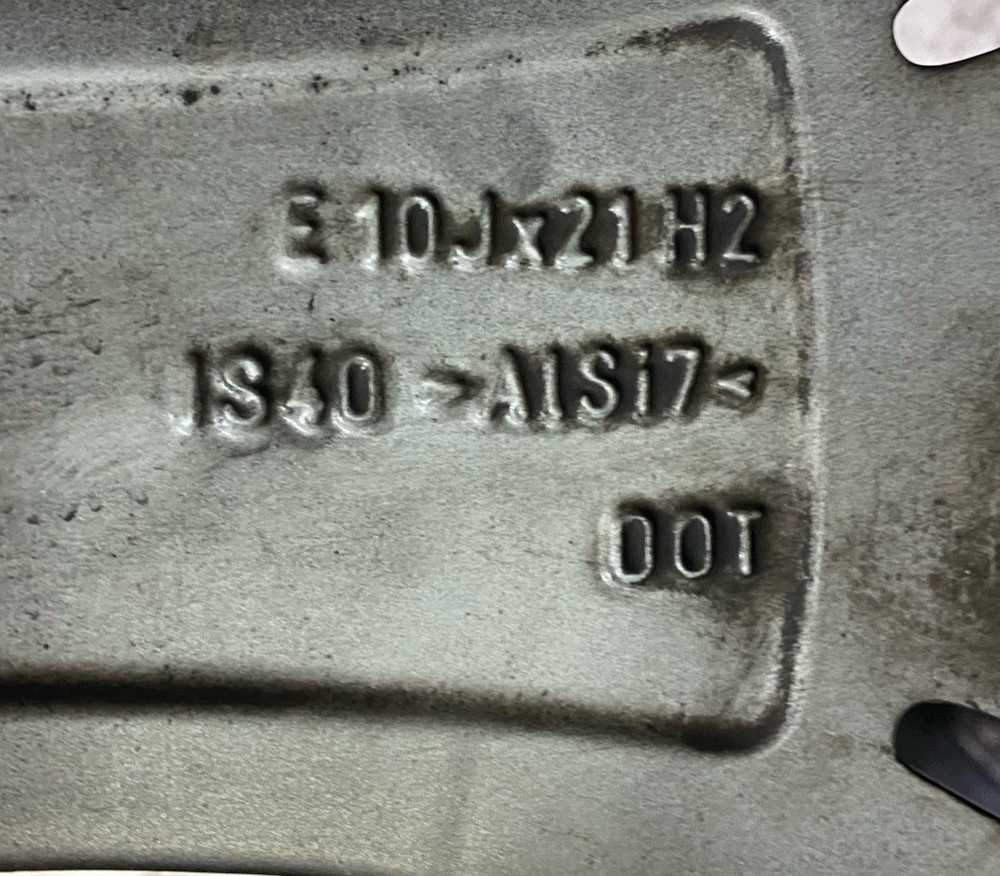 E 10Jx21 H2
IS40 >AlSi7<
DOT